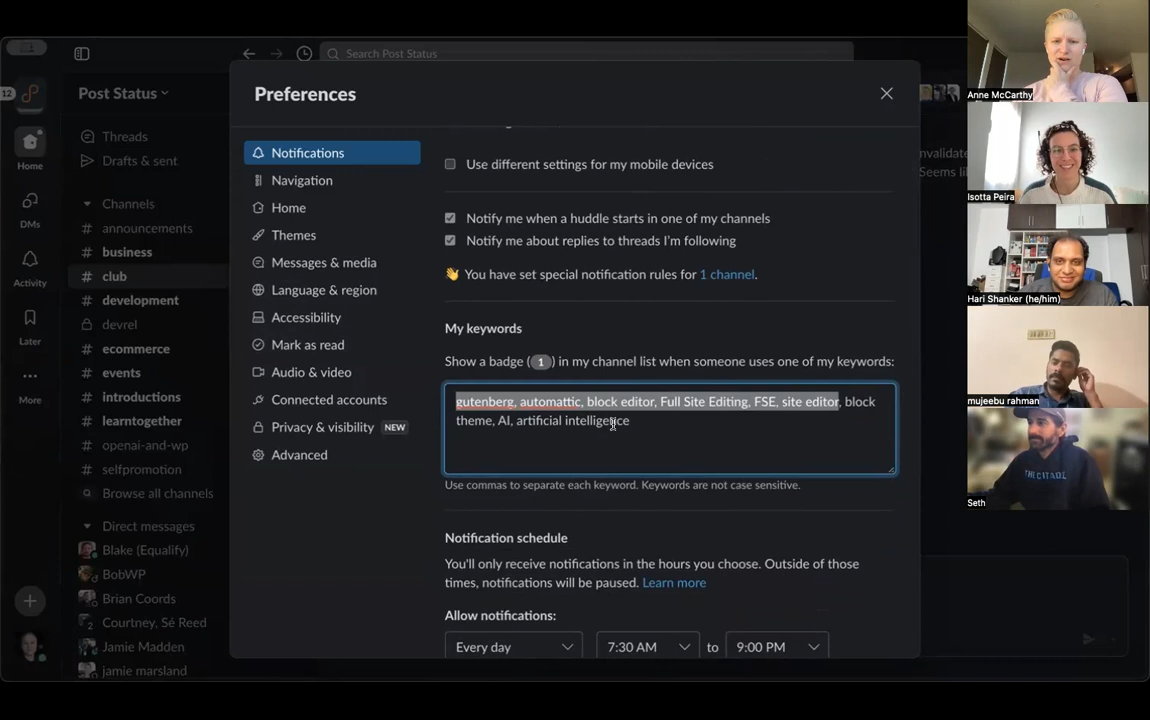 Search Post Status
12
Post Status
Preferences
Threads
Drafts & sent
Home
DMs
Activity
Later
More
Channels
announcements
business
club
development
devrel
ecommerce
events
introductions
learntogether
openai-and-wp
selfpromotion
Browse all channels
Direct messages
Blake (Equalify)
BobWP
Brian Coords
Courtney, Sé Reed
2
Jamie Madden
jamie marsland
Notifications
Navigation
Home
Themes
Messages & media
Language & region
Accessibility
Mark as read
Audio & video
Connected accounts
Privacy & visibility NEW
Advanced
Use different settings for my mobile devices
Notify me when a huddle starts in one of my channels
Notify me about replies to threads I'm following
👋 You have set special notification rules for 1 channel.
My keywords
Show a badge (1) in my channel list when someone uses one of my keywords:
gutenberg, automattic, block editor, Full Site Editing, FSE, site editor, block
theme, AI, artificial intelligence
Use commas to separate each keyword. Keywords are not case sensitive.
Notification schedule
You'll only receive notifications in the hours you choose. Outside of those
times, notifications will be paused. Learn more
Allow notifications:
Every day 7:30 AM to 9:00 PM
nvalidate
Seems
Anne McCarthy
Isotta Peira
Hari Shanker (he/him)
mujeebu rahman
THE CITADEL
Seth